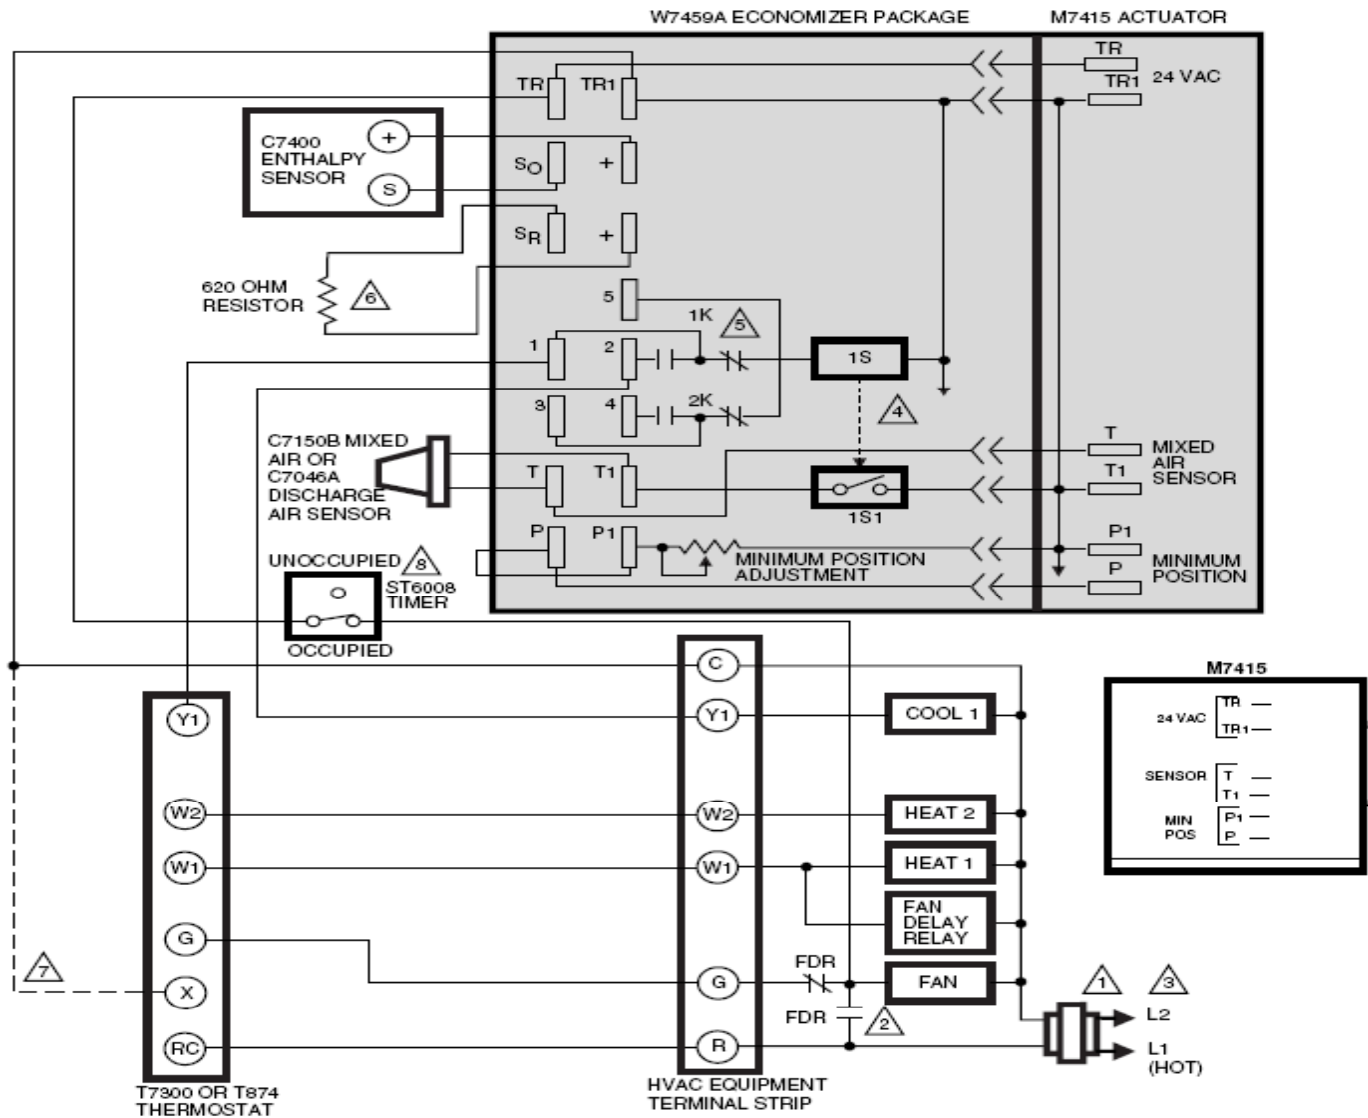 W7459A ECONOMIZER PACKAGE
M7415 ACTUATOR
TR
TR1
24 VAC
TR
TR1
C7400
ENTHALPY
SENSOR
+
S
SO
+
SR
+
620 OHM
RESISTOR
6
5
1K
5
1
2
1S
3
4
2K
4
C7150B MIXED
AIR OR
C7046A
DISCHARGE
AIR SENSOR
T
T1
1S1
T
T1
MIXED
AIR
SENSOR
P
P1
MINIMUM POSITION
ADJUSTMENT
P1
P
MINIMUM
POSITION
UNOCCUPIED
8
ST6008
TIMER
OCCUPIED
C
Y1
Y1
COOL 1
W2
W2
HEAT 2
W1
W1
HEAT 1
FAN
DELAY
RELAY
G
G
FDR
FAN
FDR
2
7
X
RC
R
1
3
L2
L1
(HOT)
T7300 OR T874
THERMOSTAT
HVAC EQUIPMENT
TERMINAL STRIP
M7415
24 VAC
TR
TR1
SENSOR
T
T1
MIN
POS
P1
P